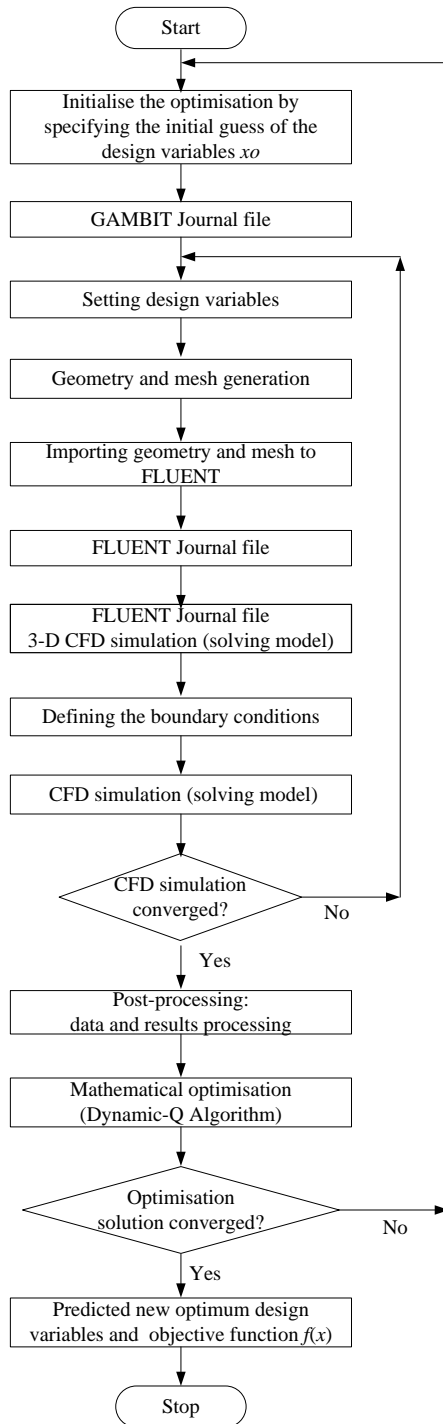 Start
Initialise the optimisation by
specifying the initial guess of the
design variables xo
GAMBIT Journal file
Setting design variables
Geometry and mesh generation
Importing geometry and mesh to
FLUENT
FLUENT Journal file
FLUENT Journal file
3-D CFD simulation (solving model)
Defining the boundary conditions
CFD simulation (solving model)
CFD simulation
converged?
No
Yes
Post-processing:
data and results processing
Mathematical optimisation
(Dynamic-Q Algorithm)
Optimisation
solution converged?
No
Yes
Predicted new optimum design
variables and objective function f(x)
Stop